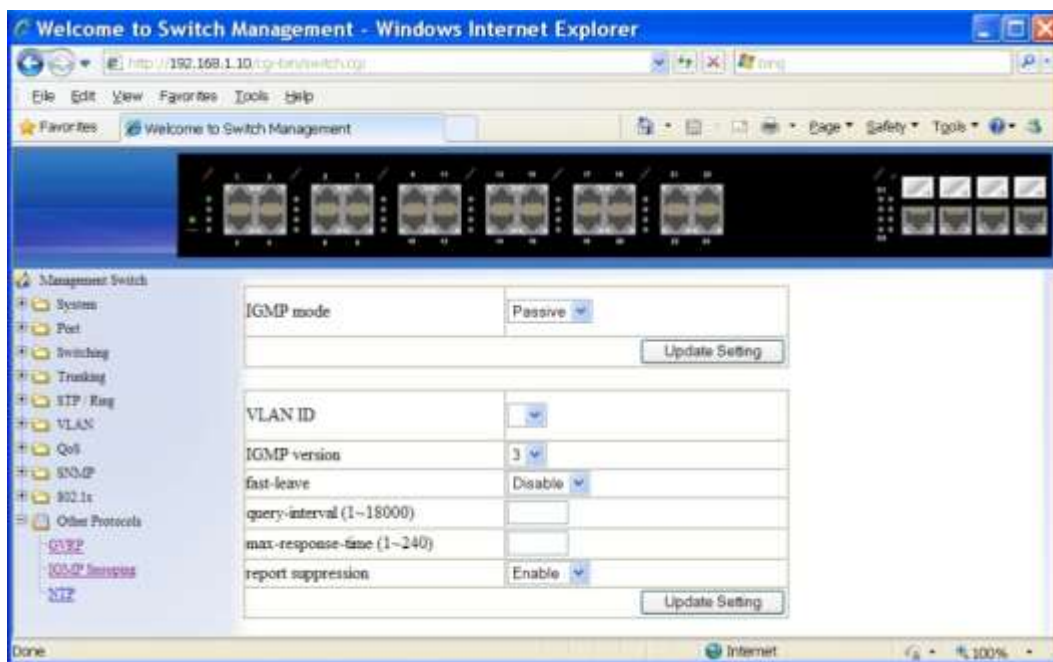 Welcome to Switch Management - Windows Internet Explorer
http://192.168.1.10/cgi-bin/switch.cgi
Bing
File Edit View Favorites Tools Help
Favorites Welcome to Switch Management Page Safety Tools
Management Switch
System
Port
Switching
Trunking
STP / Ring
VLAN
QoS
SNMP
802.1x
Other Protocols
GVRP
IGMP Snooping
NTP
IGMP mode Passive
Update Setting
VLAN ID
IGMP version 3
fast-leave Disable
query-interval (1~18000)
max-response-time (1~240)
report suppression Enable
Update Setting
Done Internet 100%